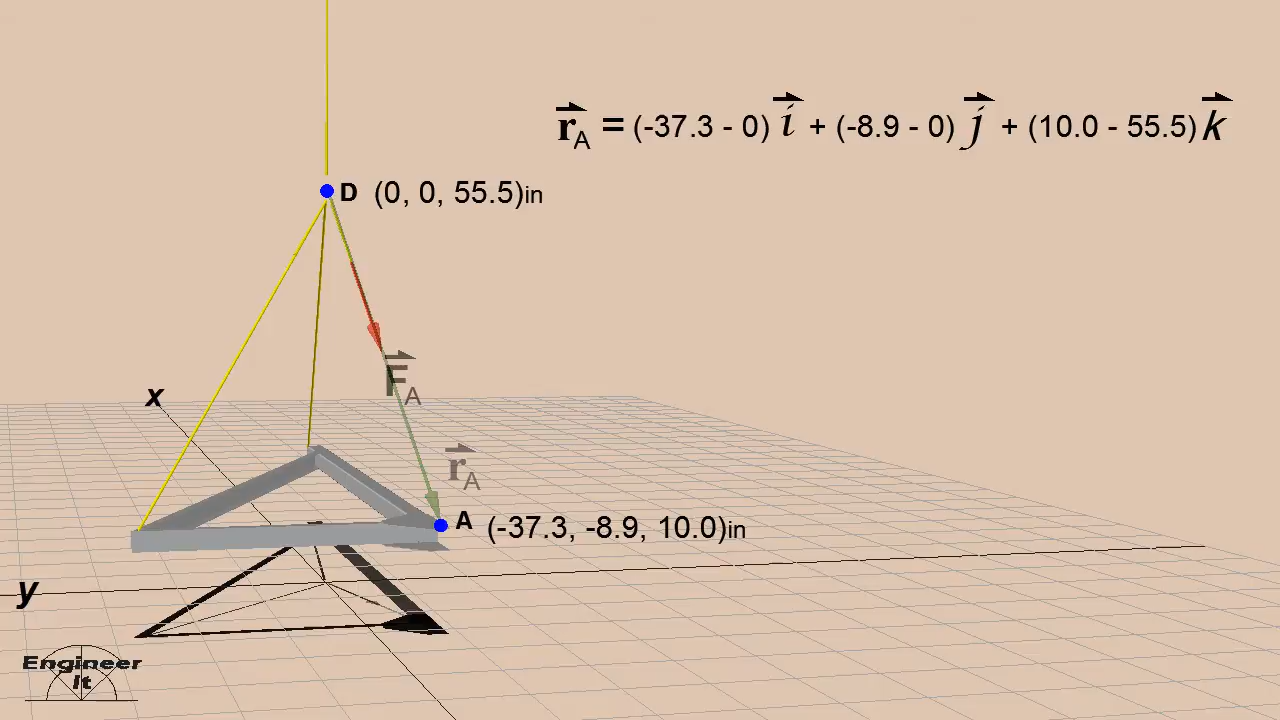 r⃗A = (-37.3 - 0) i⃗ + (-8.9 - 0) j⃗ + (10.0 - 55.5) k⃗
D (0, 0, 55.5)in
F⃗A
x
r⃗A
A (-37.3, -8.9, 10.0)in
y
Engineer
It